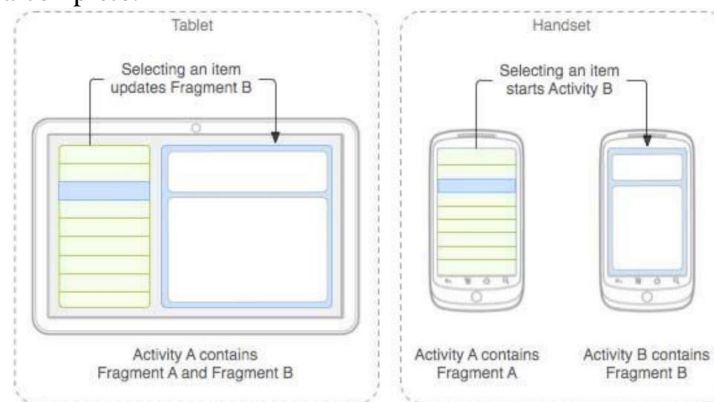 Tablet
Selecting an item
updates Fragment B
Activity A contains
Fragment A and Fragment B
Handset
Selecting an item
starts Activity B
Activity A contains
Fragment A
Activity B contains
Fragment B